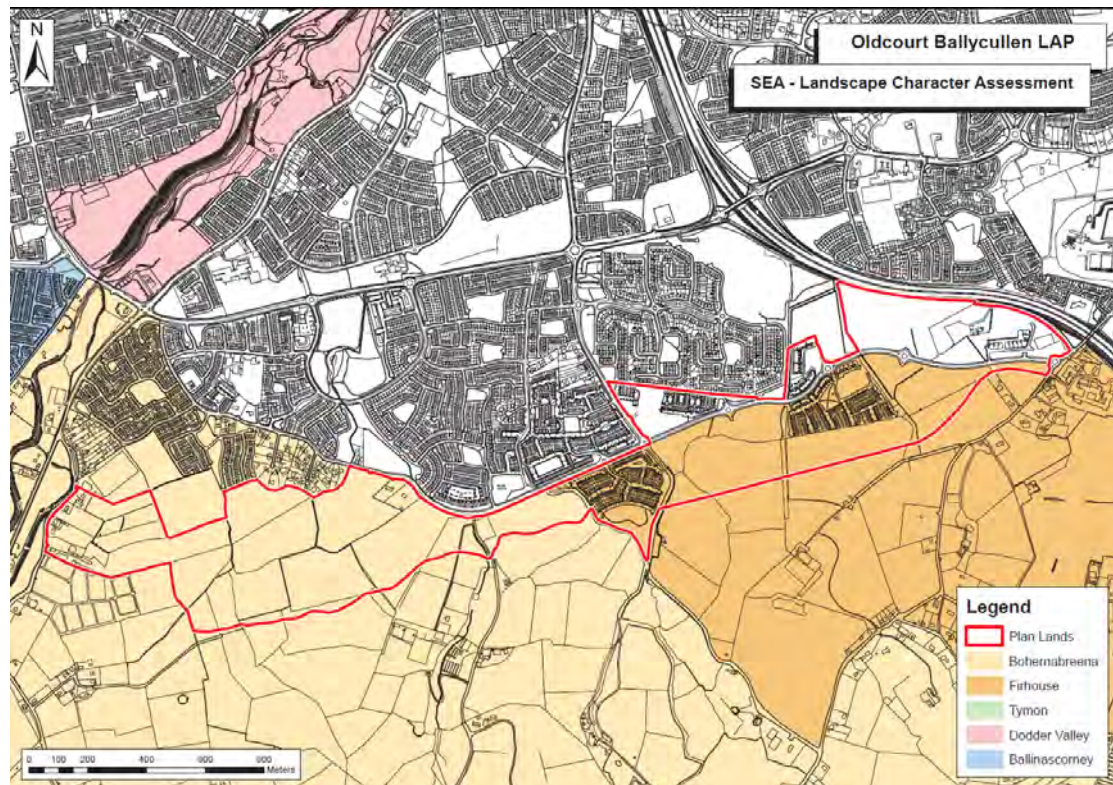 N
Oldcourt Ballycullen LAP
SEA - Landscape Character Assessment
Legend
Plan Lands
Bohernabreena
Firhouse
Tymon
Dodder Valley
Ballinascorney
0 100 200 400 600 800
Meters